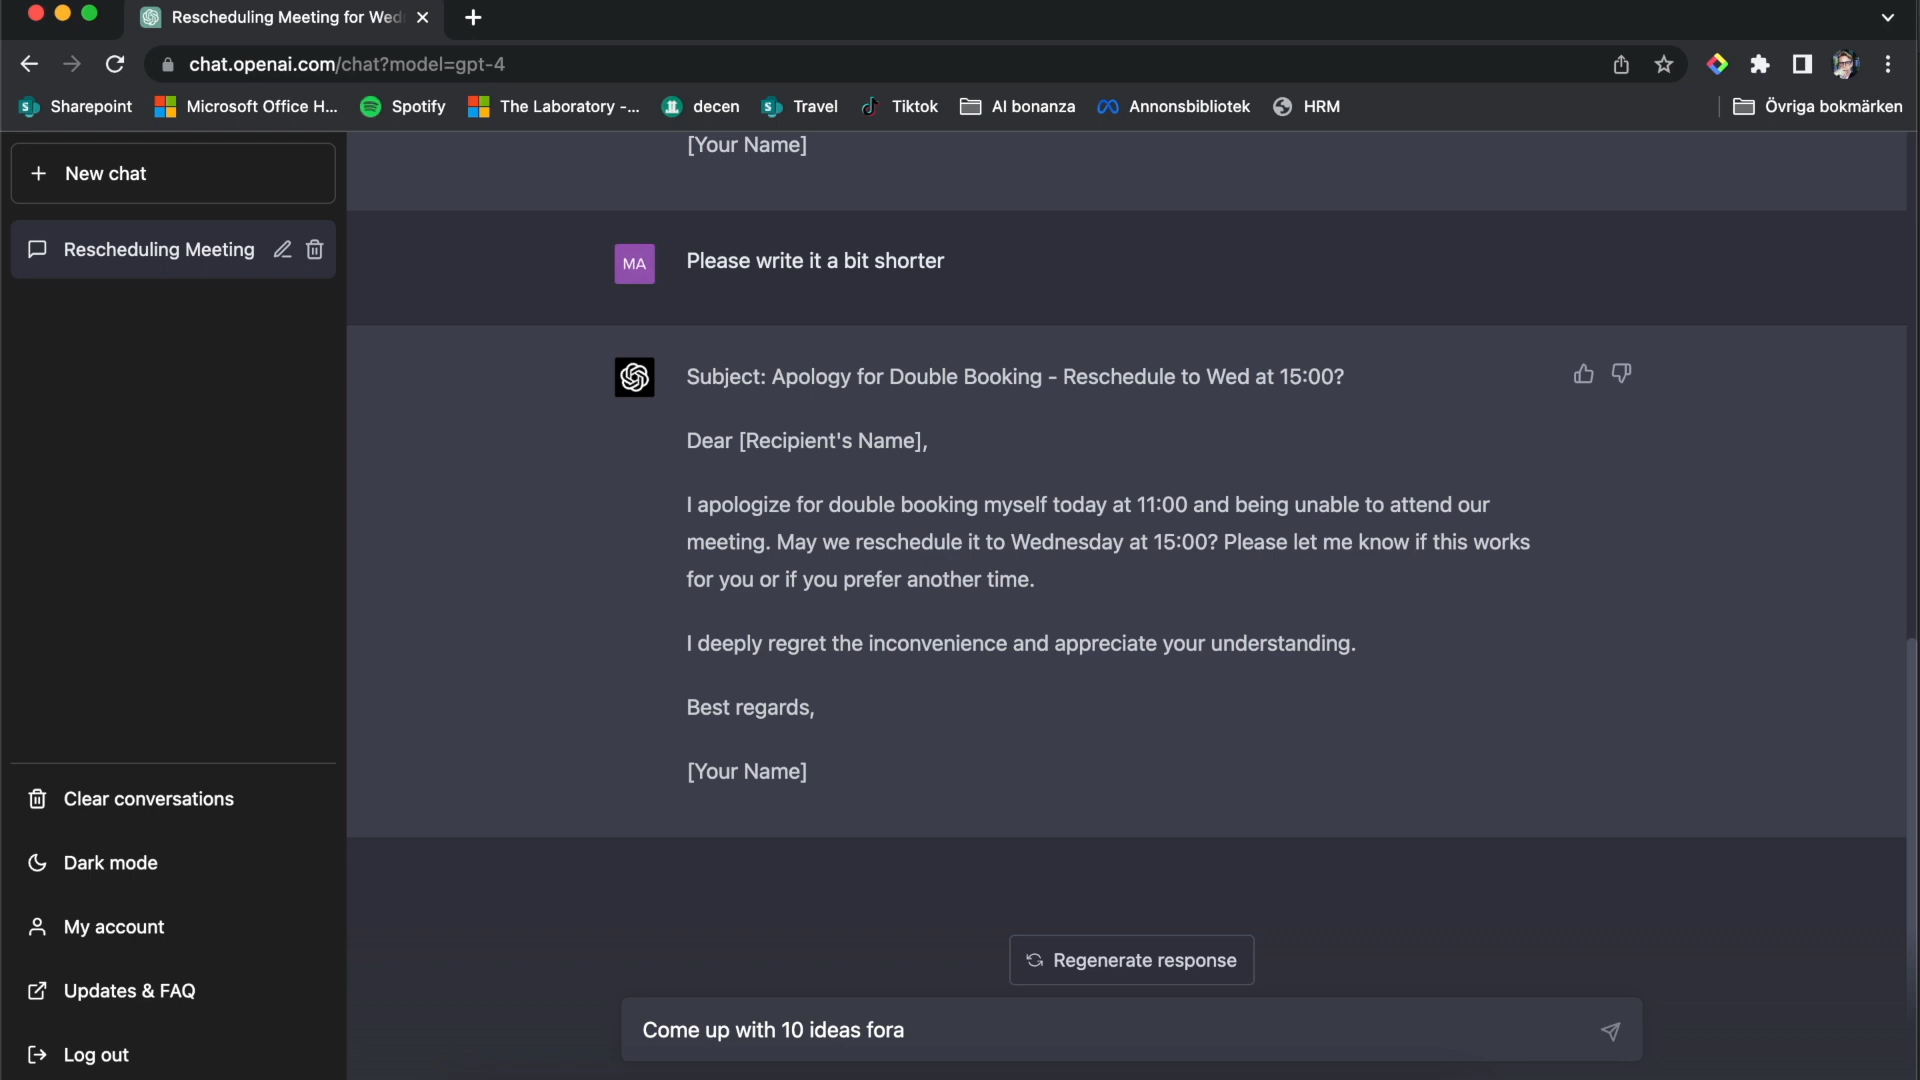 Rescheduling Meeting for Wed
chat.openai.com/chat?model=gpt-4
Sharepoint
Microsoft Office H...
Spotify
The Laboratory -...
decen
Travel
Tiktok
AI bonanza
Annonsbibliotek
HRM
Övriga bokmärken
New chat
Rescheduling Meeting
Clear conversations
Dark mode
My account
Updates & FAQ
Log out
[Your Name]
MA
Please write it a bit shorter
Subject: Apology for Double Booking - Reschedule to Wed at 15:00?
Dear [Recipient's Name],
I apologize for double booking myself today at 11:00 and being unable to attend our
meeting. May we reschedule it to Wednesday at 15:00? Please let me know if this works
for you or if you prefer another time.
I deeply regret the inconvenience and appreciate your understanding.
Best regards,
[Your Name]
Regenerate response
Come up with 10 ideas fora